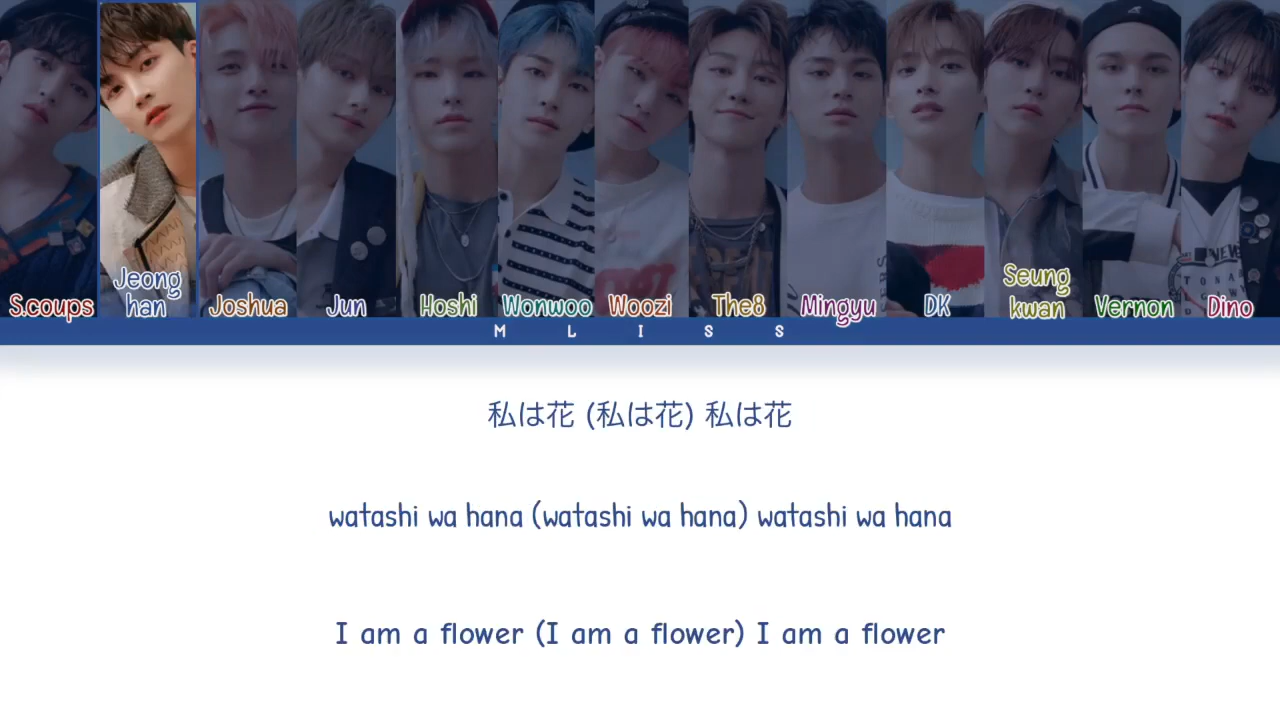 S.coups Jeong han Joshua Jun Hoshi Wonwoo Woozi The8 Mingyu DK Seung kwan Vernon Dino
M L I S S
私は花 (私は花) 私は花
watashi wa hana (watashi wa hana) watashi wa hana
I am a flower (I am a flower) I am a flower